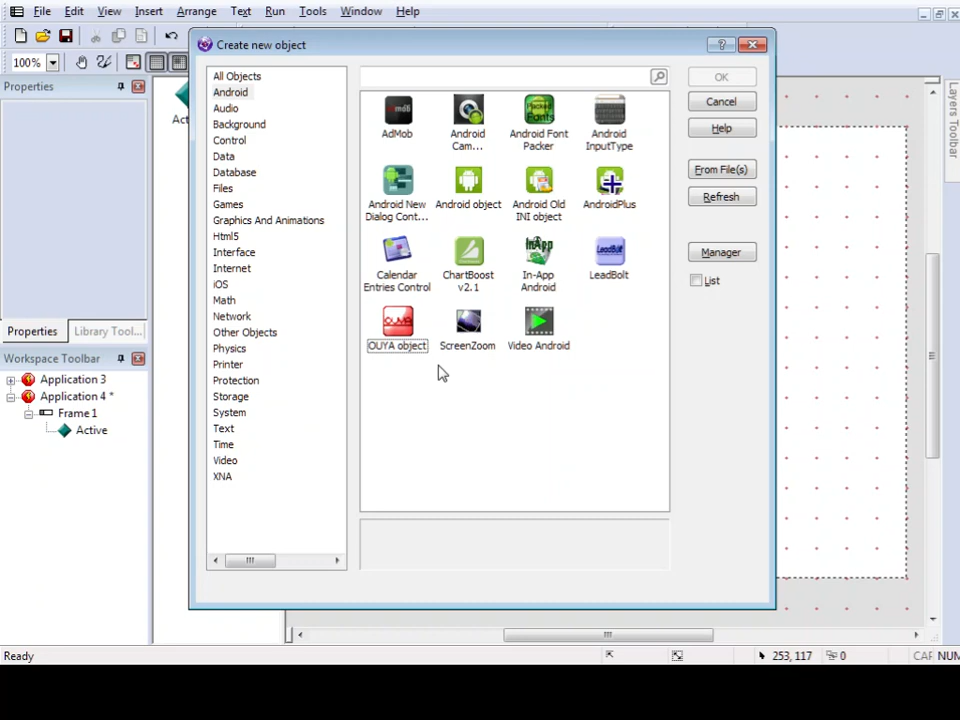 File Edit View Insert Arrange Text Run Tools Window Help
100%
Properties
Properties
Library Tool...
Workspace Toolbar
Application 3
Application 4 *
Frame 1
Active
Act
Create new object
All Objects
Android
Audio
Background
Control
Data
Database
Files
Games
Graphics And Animations
Html5
Interface
Internet
iOS
Math
Network
Other Objects
Physics
Printer
Protection
Storage
System
Text
Time
Video
XNA
AdMob
Android
Cam...
Android Font
Packer
Android
InputType
Android New
Dialog Cont...
Android object
Android Old
INI object
AndroidPlus
Calendar
Entries Control
ChartBoost
v2.1
In-App
Android
LeadBolt
OUYA object
ScreenZoom
Video Android
OK
Cancel
Help
From File(s)
Refresh
Manager
List
Layers Toolbar
Ready
253, 117
0
CAP
NUM